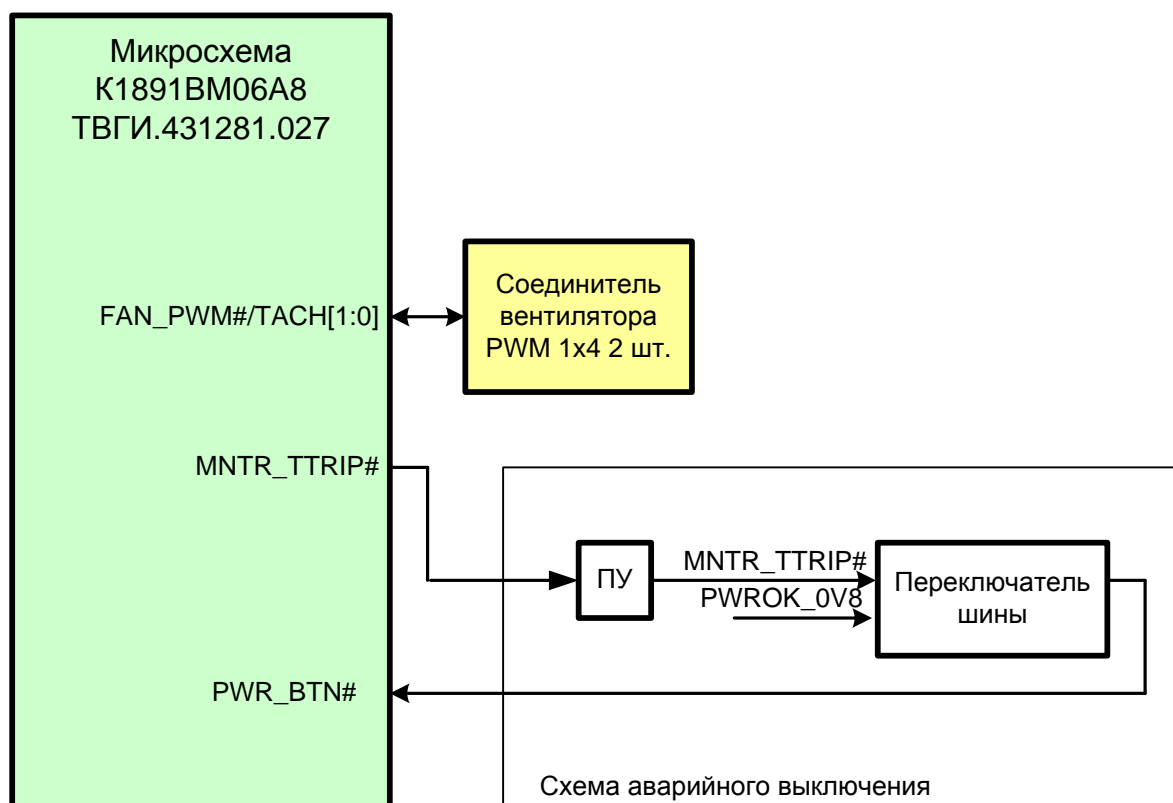 Микросхема
К1891ВМ06А8
ТВГИ.431281.027
FAN_PWM#/TACH[1:0]
Соединитель
вентилятора
PWM 1x4 2 шт.
MNTR_TTRIP#
ПУ
MNTR_TTRIP#
PWROK_0V8
Переключатель
шины
PWR_BTN#
Схема аварийного выключения